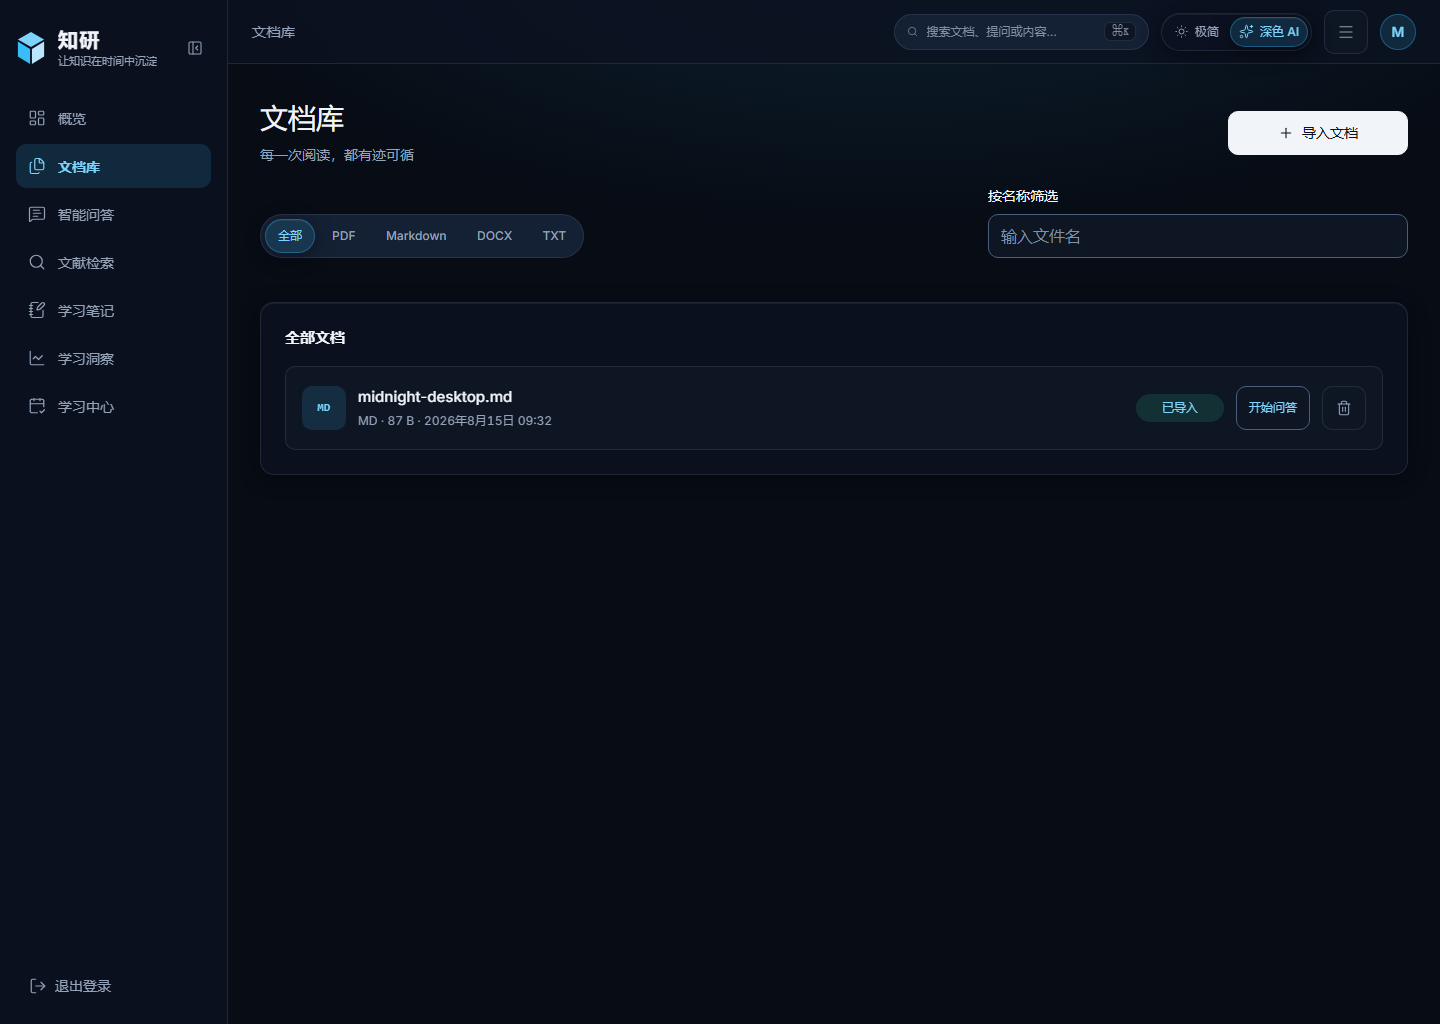 知研
让知识在时间中沉淀
概览
文档库
智能问答
文献检索
学习笔记
学习洞察
学习中心
退出登录
文档库
搜索文档、提问或内容...
⌘K
极简
深色 AI
M
文档库
每一次阅读，都有迹可循
导入文档
按名称筛选
全部 PDF Markdown DOCX TXT
输入文件名
全部文档
MD
midnight-desktop.md
MD · 87 B · 2026年8月15日 09:32
已导入
开始问答